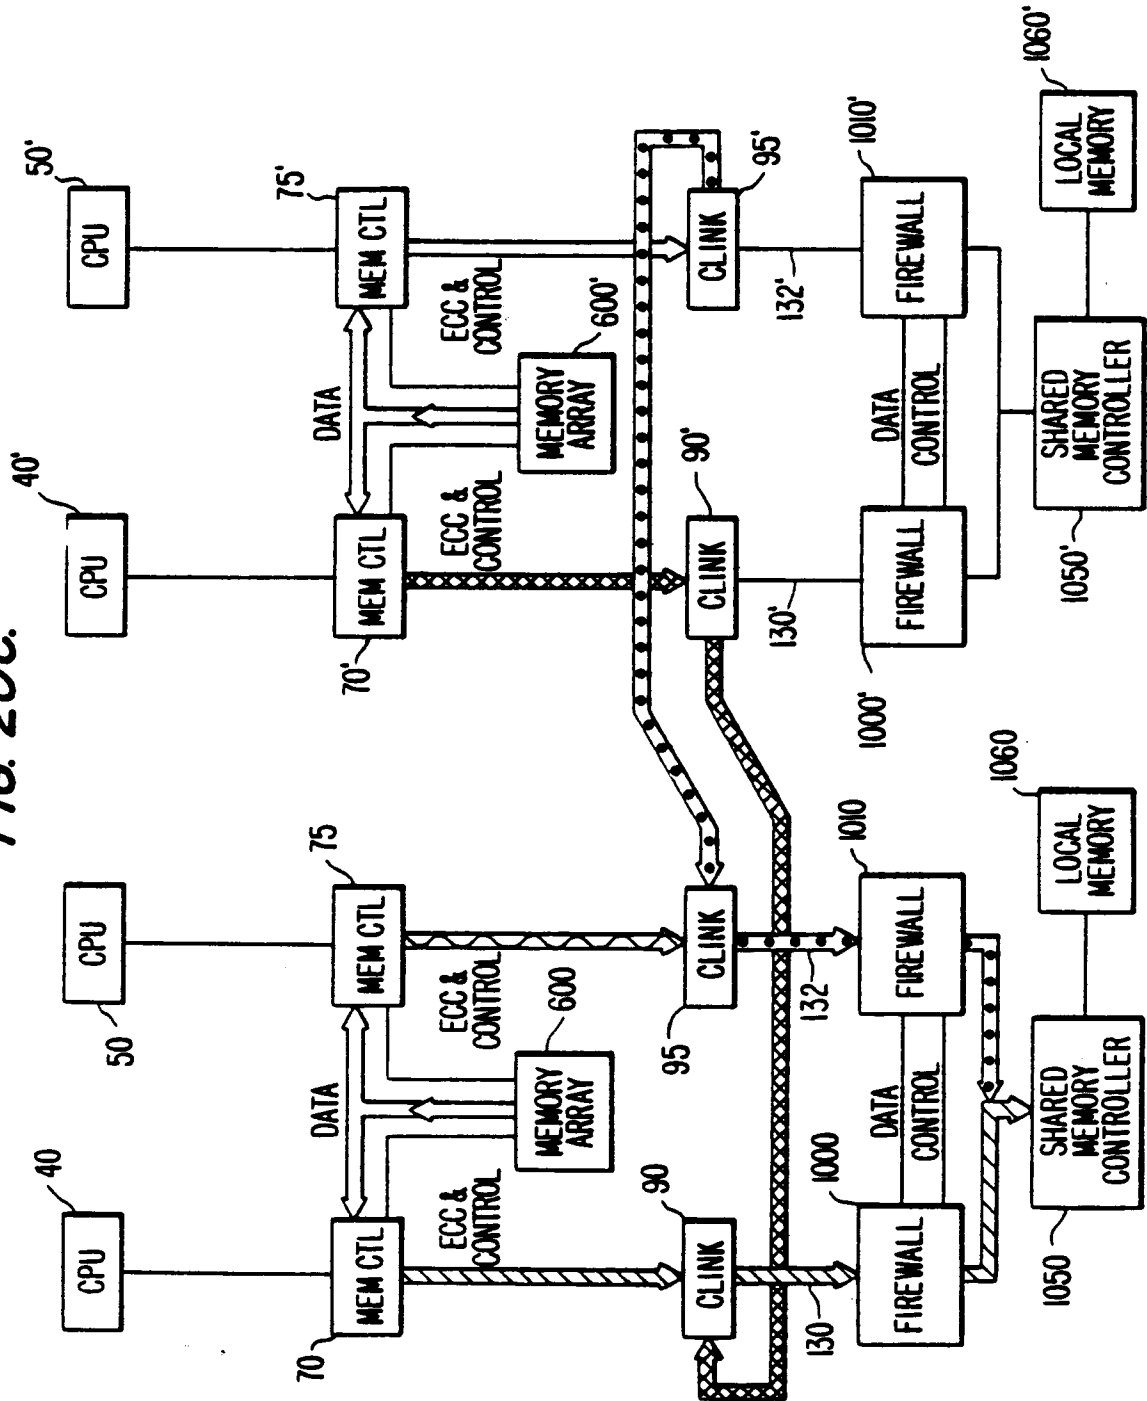 FIG. 20C.
40
CPU
50
CPU
40'
CPU
50'
CPU
70
MEM CTL
DATA
75
MEM CTL
70'
MEM CTL
DATA
75'
MEM CTL
ECC &
CONTROL
ECC &
CONTROL
ECC &
CONTROL
ECC &
CONTROL
600
MEMORY
ARRAY
600'
MEMORY
ARRAY
90
CLINK
95
CLINK
90'
CLINK
95'
CLINK
130
132
130'
132'
1000
FIREWALL
DATA
CONTROL
1010
FIREWALL
1000'
FIREWALL
DATA
CONTROL
1010'
FIREWALL
1050
SHARED
MEMORY
CONTROLLER
1060
LOCAL
MEMORY
1050'
SHARED
MEMORY
CONTROLLER
1060'
LOCAL
MEMORY